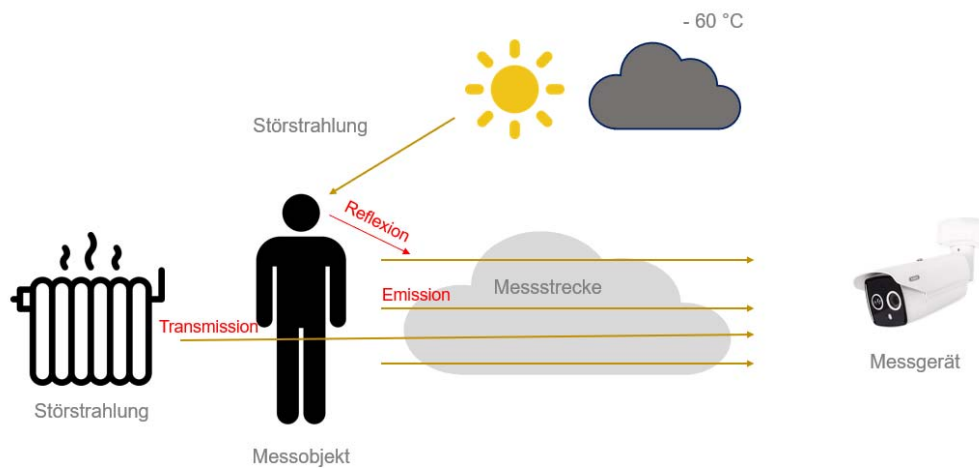 - 60 °C
Störstrahlung
Reflexion
Messstrecke
Emission
Transmission
Messgerät
Störstrahlung
Messobjekt